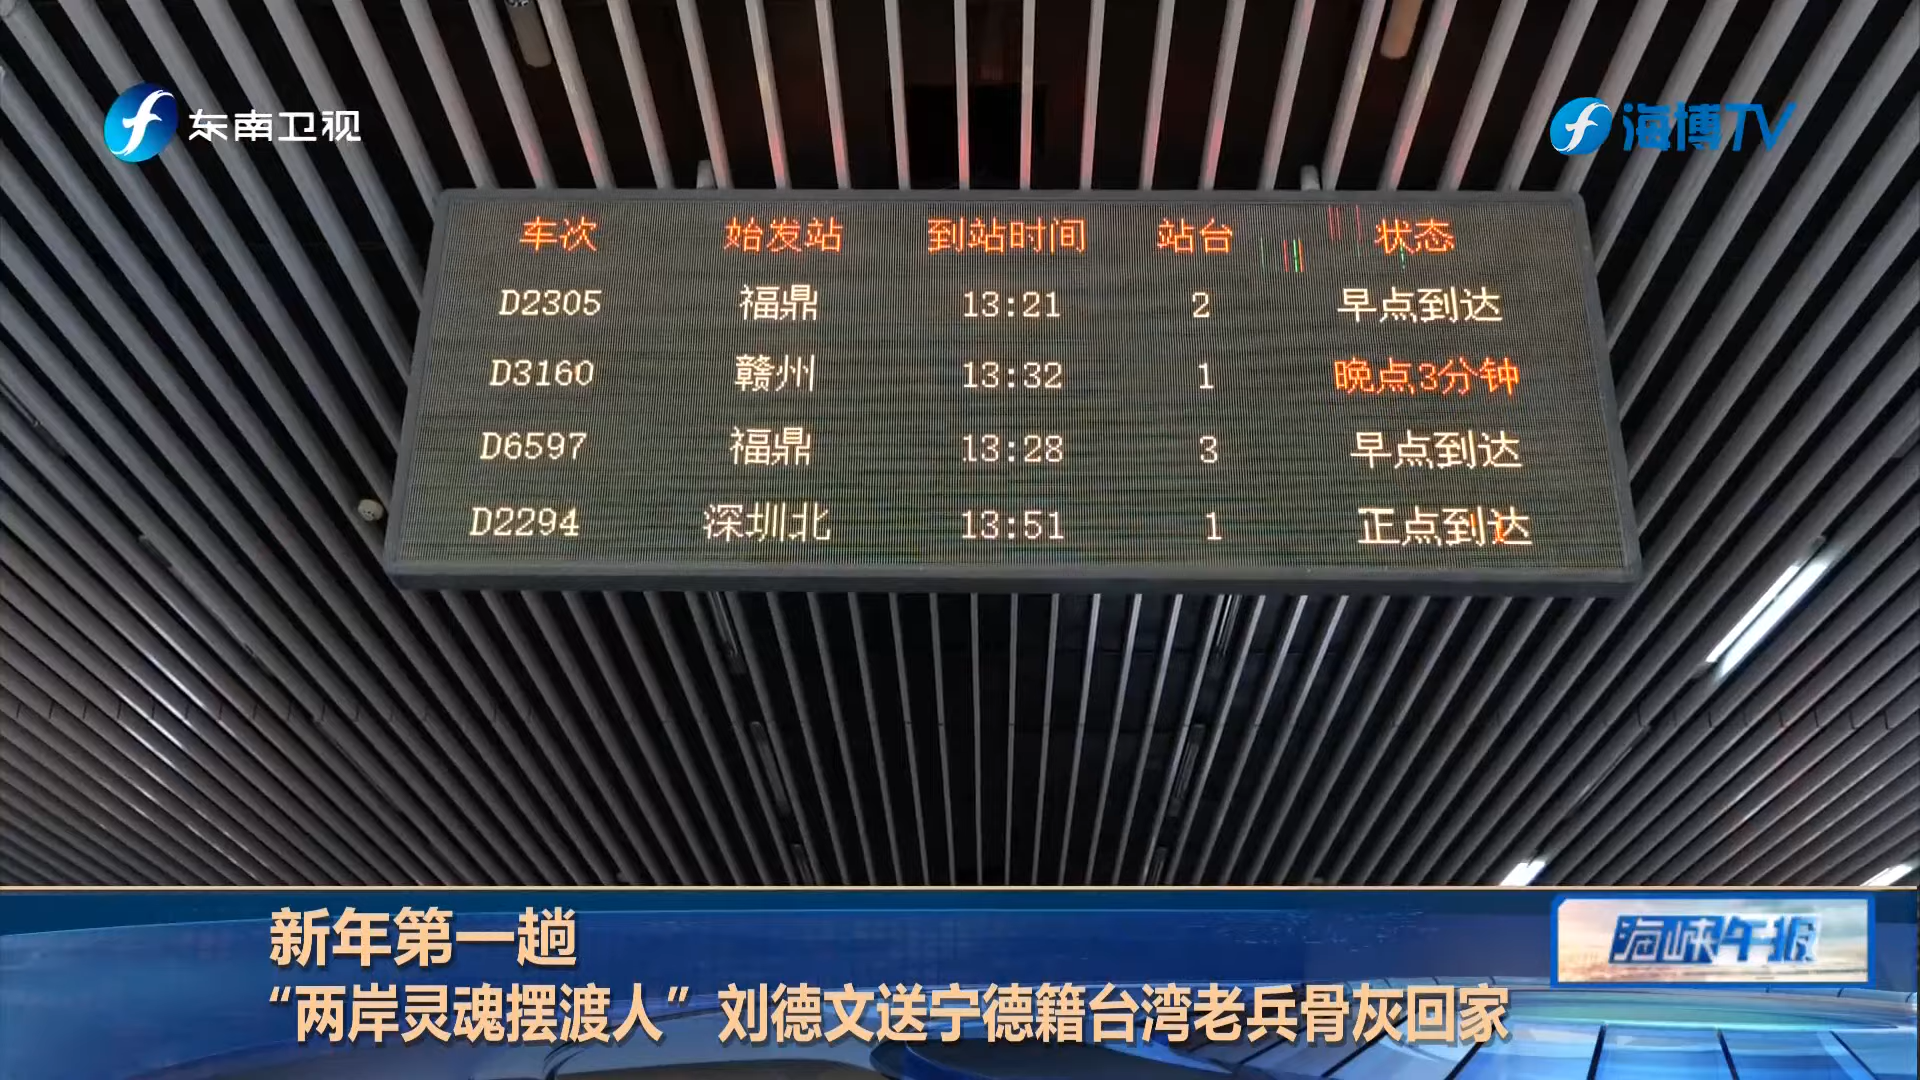 东南卫视
海博TV
车次 始发站 到站时间 站台 状态
D2305 福鼎 13:21 2 早点到达
D3160 赣州 13:32 1 晚点3分钟
D6597 福鼎 13:28 3 早点到达
D2294 深圳北 13:51 1 正点到达
新年第一趟
海峡午报
“两岸灵魂摆渡人”刘德文送宁德籍台湾老兵骨灰回家